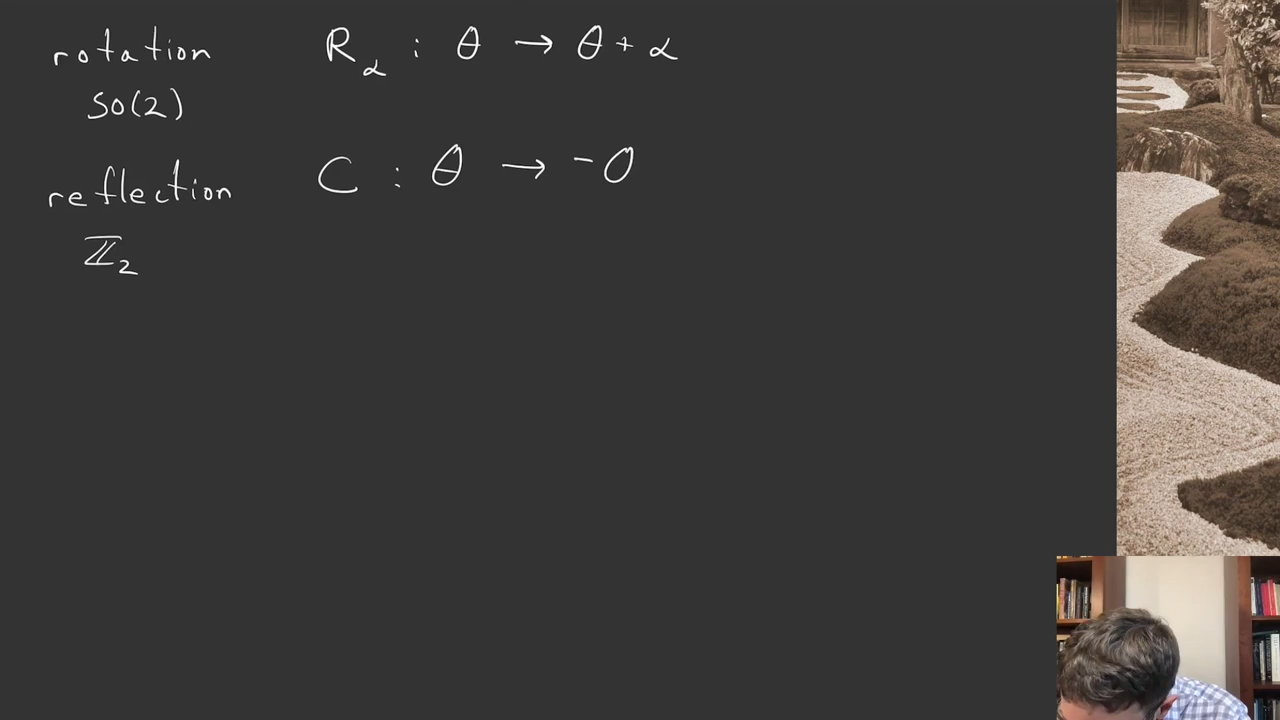 rotation R_α : θ → θ + α
SO(2)
reflection C : θ → -θ
ℤ₂